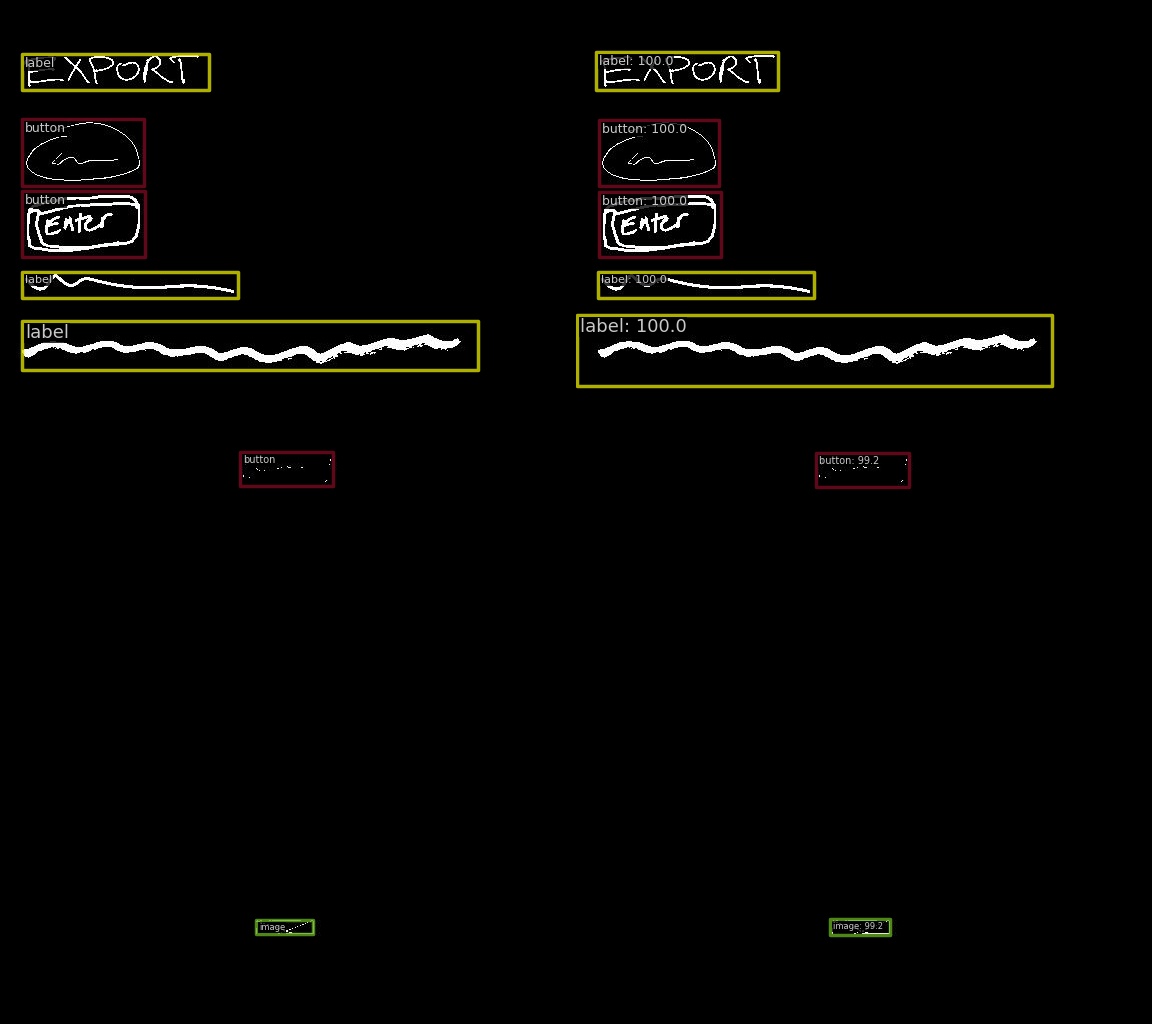 label label: 100.0
EXPORT EXPORT
button button: 100.0
button button: 100.0
Enter Enter
label label: 100.0
label label: 100.0
button button: 99.2
image image: 99.2